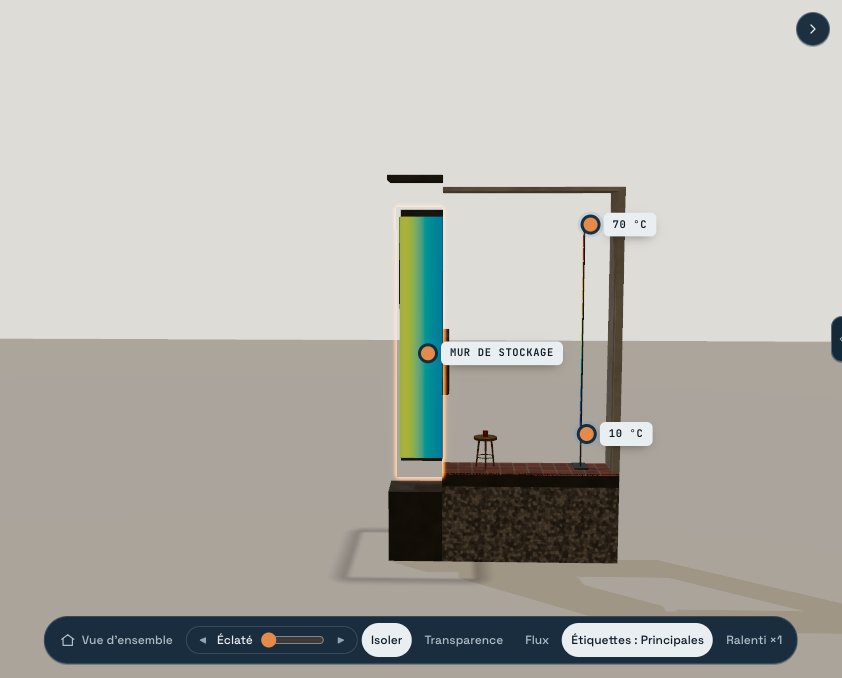 70 °C
MUR DE STOCKAGE
10 °C
Vue d'ensemble
Éclaté
Isoler
Transparence
Flux
Étiquettes : Principales
Ralenti ×1